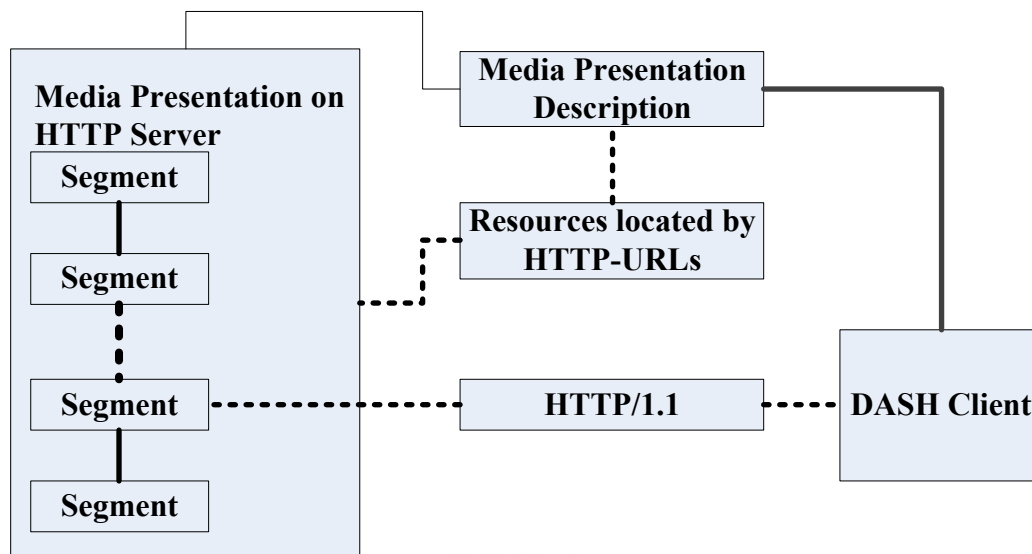 Media Presentation on
HTTP Server
Segment
Segment
Segment
Segment
Media Presentation
Description
Resources located by
HTTP-URLs
HTTP/1.1
DASH Client